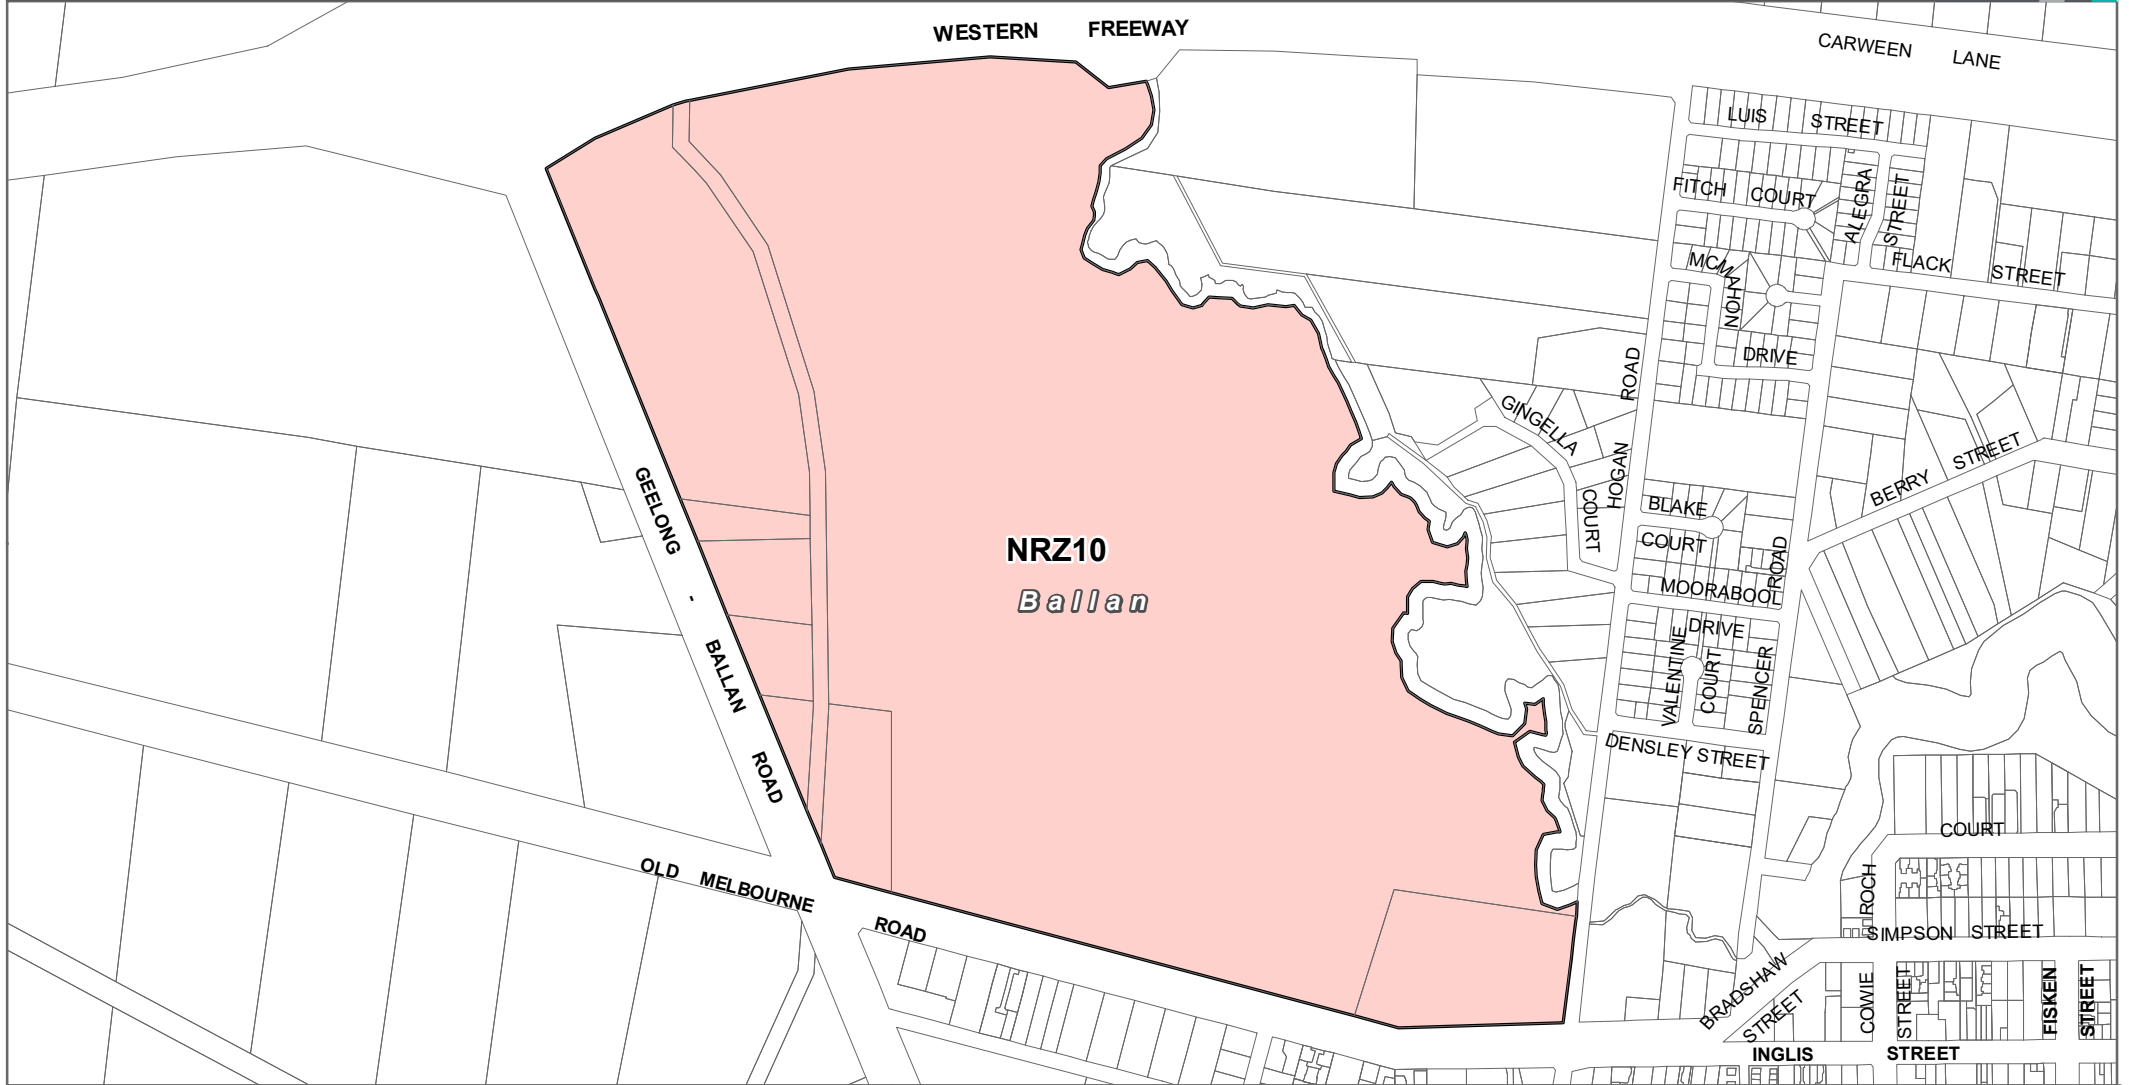 WESTERN FREEWAY
CARWEEN LANE
LUIS STREET
FITCH COURT
ALEGRA STREET
FLACK STREET
MCMAHON DRIVE
GINGELLA COURT
HOGAN ROAD
BERRY STREET
BLAKE COURT
MOORABOOL DRIVE
VALENTINE COURT
SPENCER ROAD
DENSLEY STREET
GEELONG - BALLAN ROAD
NRZ10
Ballan
OLD MELBOURNE ROAD
COURT
ROCH
SIMPSON STREET
BRADSHAW STREET
COWIE STREET
FISKEN STREET
INGLIS STREET